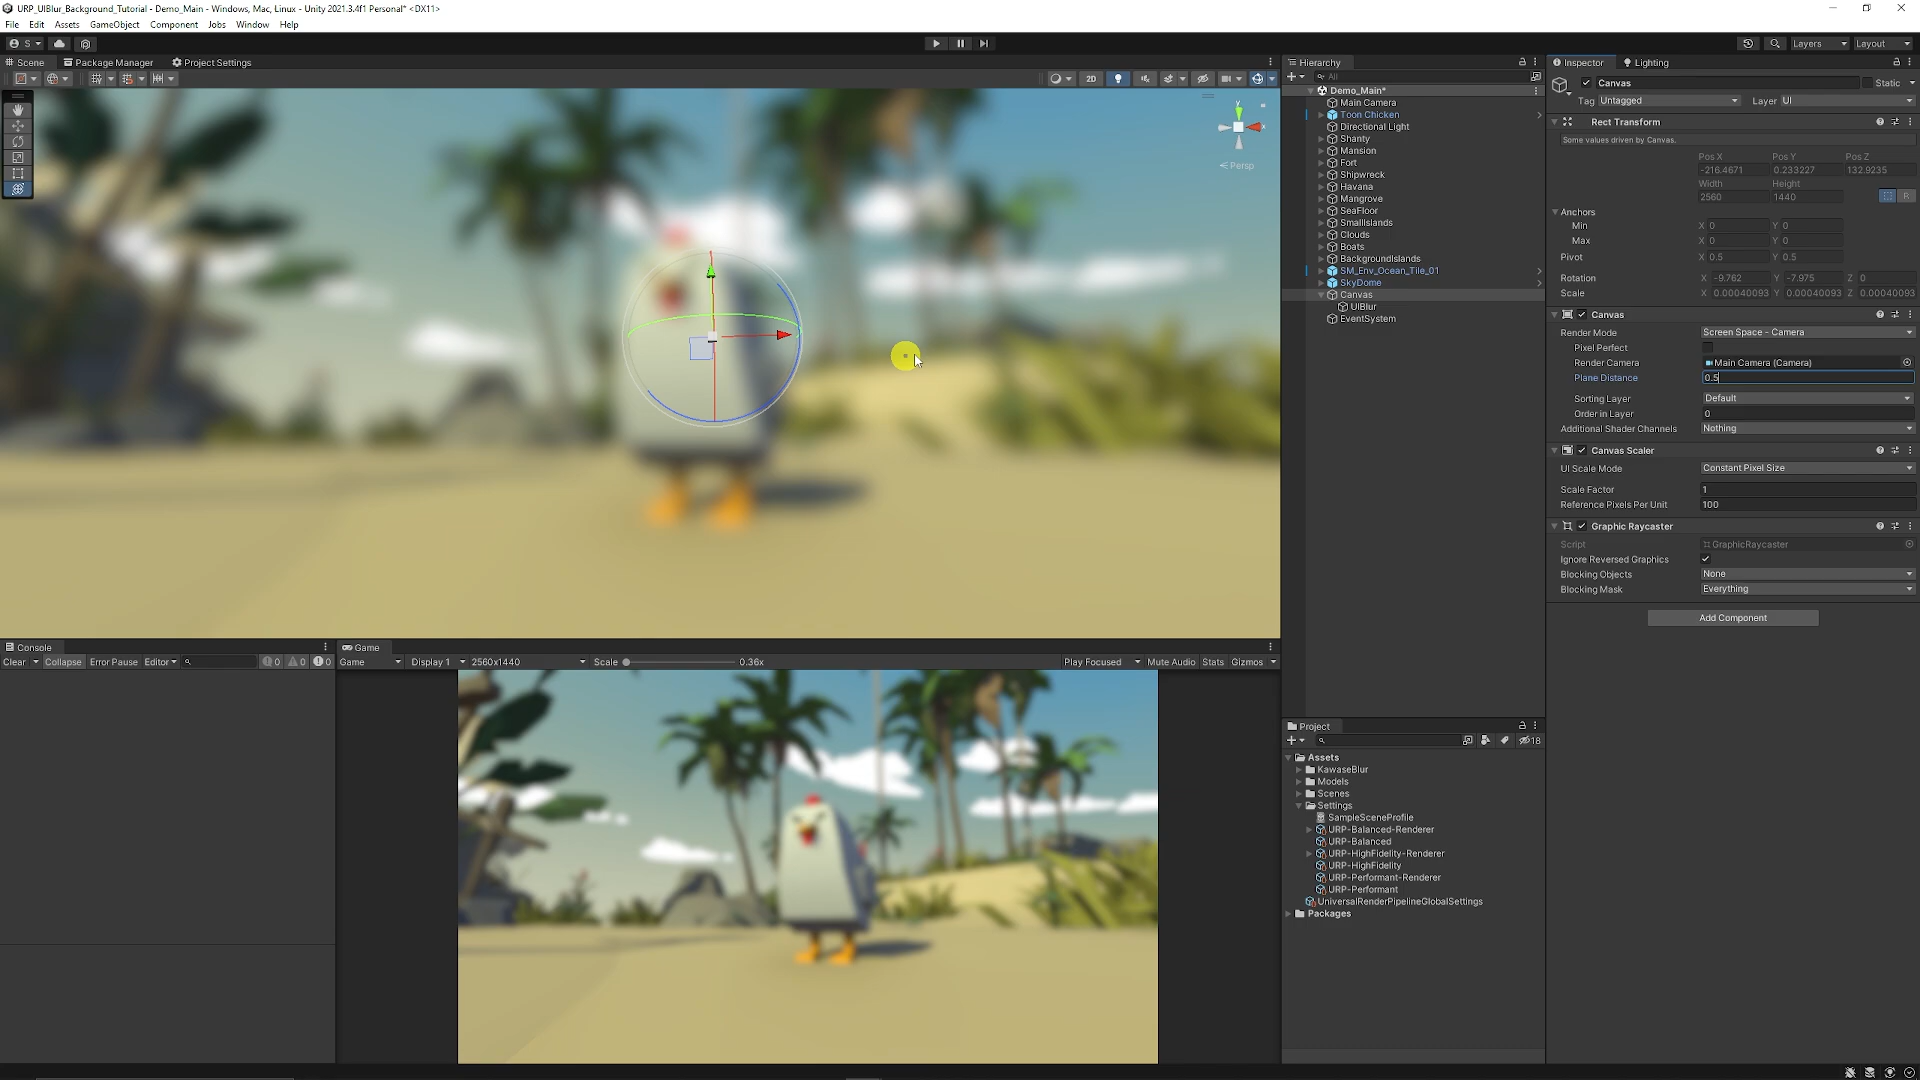 URP_UIBlur_Background_Tutorial - Demo_Main - Windows, Mac, Linux - Unity 2021.3.4f1 Personal* <DX11>
File Edit Assets GameObject Component Jobs Window Help
S Layers Layout
Scene Package Manager Project Settings
2D
Y
Persp
Hierarchy
All
Demo_Main*
Main Camera
Toon Chicken
Directional Light
Shanty
Mansion
Fort
Shipwreck
Havana
Mangrove
SeaFloor
SmallIslands
Clouds
Boats
BackgroundIslands
SM_Env_Ocean_Tile_01
SkyDome
Canvas
UIBlur
EventSystem
Inspector Lighting
Canvas Static
Tag Untagged Layer UI
Rect Transform
Some values driven by Canvas.
Pos X Pos Y Pos Z
-216.4671 0.233227 132.9235
Width Height
2560 1440 R
Anchors
Min X 0 Y 0
Max X 0 Y 0
Pivot X 0.5 Y 0.5
Rotation X -9.762 Y -7.975 Z 0
Scale X 0.00040093 Y 0.00040093 Z 0.00040093
Canvas
Render Mode Screen Space - Camera
Pixel Perfect
Render Camera Main Camera (Camera)
Plane Distance 0.5
Sorting Layer Default
Order in Layer 0
Additional Shader Channels Nothing
Canvas Scaler
UI Scale Mode Constant Pixel Size
Scale Factor 1
Reference Pixels Per Unit 100
Graphic Raycaster
Script GraphicRaycaster
Ignore Reversed Graphics
Blocking Objects None
Blocking Mask Everything
Add Component
Console
Clear Collapse Error Pause Editor 0 0 0
Game
Game Display 1 2560x1440 Scale 0.36x Play Focused Mute Audio Stats Gizmos
Project
18
Assets
KawaseBlur
Models
Scenes
Settings
SampleSceneProfile
URP-Balanced-Renderer
URP-Balanced
URP-HighFidelity-Renderer
URP-HighFidelity
URP-Performant-Renderer
URP-Performant
UniversalRenderPipelineGlobalSettings
Packages